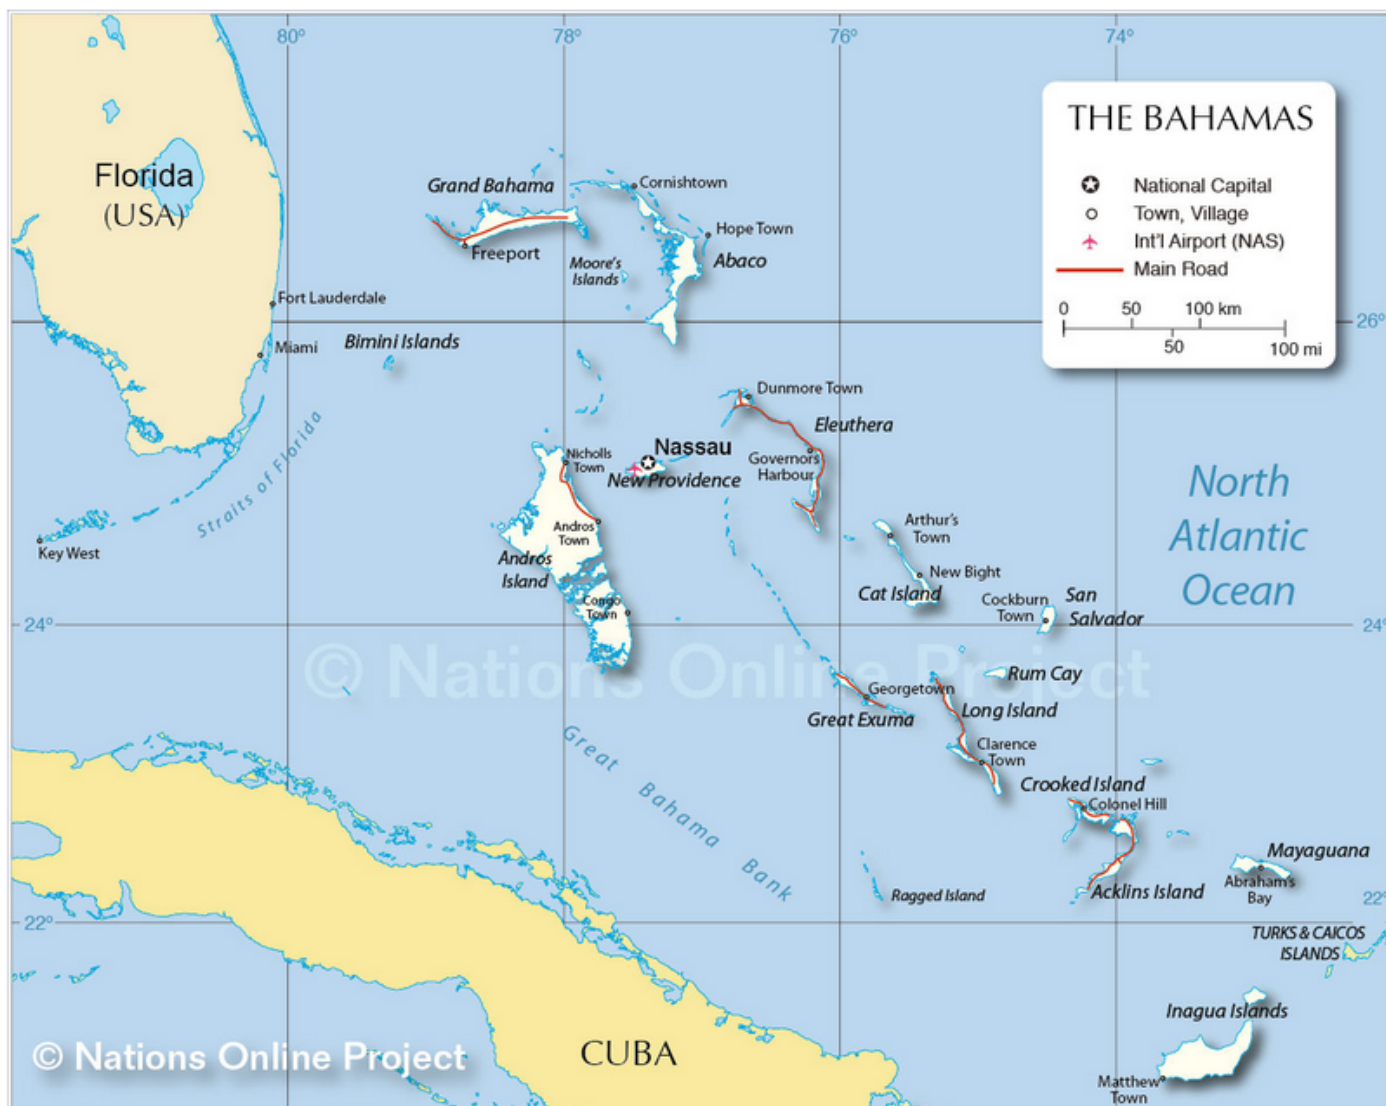 80°
78°
76°
74°
THE BAHAMAS
National Capital
Town, Village
Int'l Airport (NAS)
Main Road
0
50
100 km
50
100 mi
Florida
(USA)
Grand Bahama
Cornishtown
Hope Town
Freeport
Abaco
Moore's
Islands
Fort Lauderdale
26°
Miami
Bimini Islands
Dunmore Town
Eleuthera
Straits of Florida
Nassau
Nicholls
Town
Governors
Harbour
New Providence
North
Atlantic
Ocean
Key West
Andros
Town
Arthur's
Town
Andros
Island
New Bight
Cat Island
Congo
Town
Cockburn
Town
San
Salvador
24°
24°
© Nations Online Project
Rum Cay
Georgetown
Great Exuma
Long Island
Great Bahama Bank
Clarence
Town
Crooked Island
Colonel Hill
Mayaguana
Abraham's
Bay
Ragged Island
Acklins Island
22°
22°
TURKS & CAICOS
ISLANDS
Inagua Islands
© Nations Online Project
CUBA
Matthew
Town